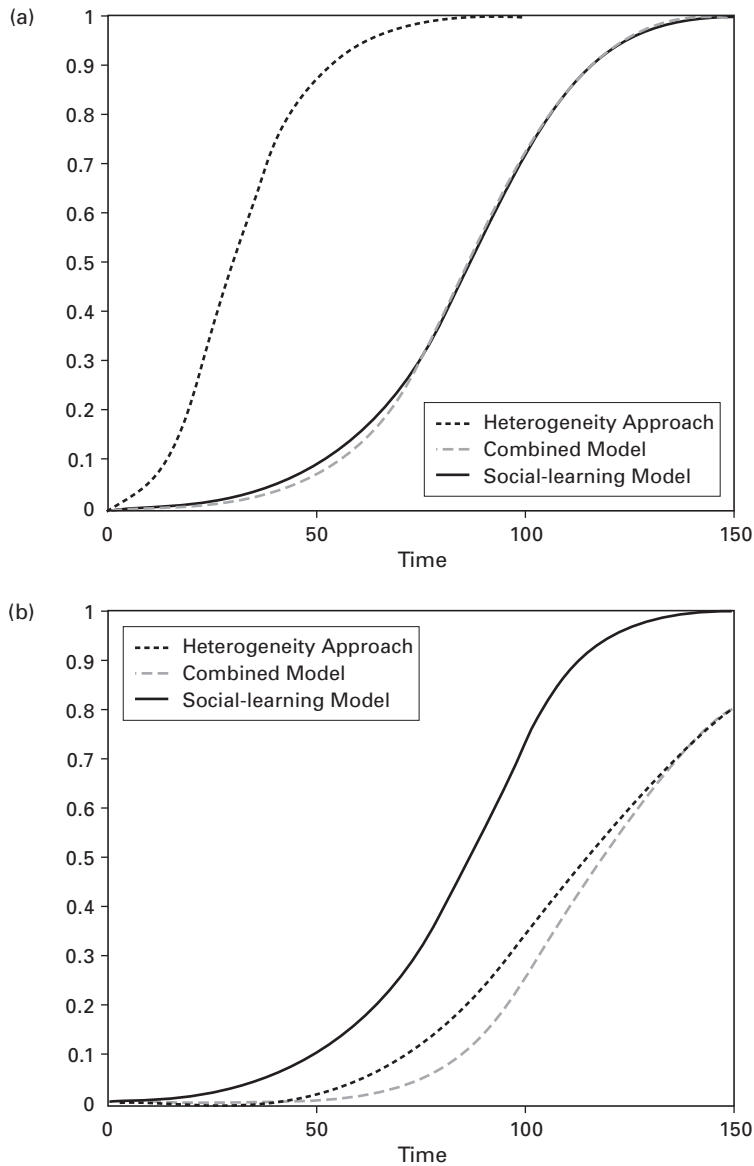 (a)
1
0.9
0.8
0.7
0.6
0.5
0.4
0.3
0.2
0.1
0
Heterogeneity Approach
Combined Model
Social-learning Model
0 50 100 150
Time
(b)
1
0.9
0.8
0.7
0.6
0.5
0.4
0.3
0.2
0.1
0
Heterogeneity Approach
Combined Model
Social-learning Model
0 50 100 150
Time